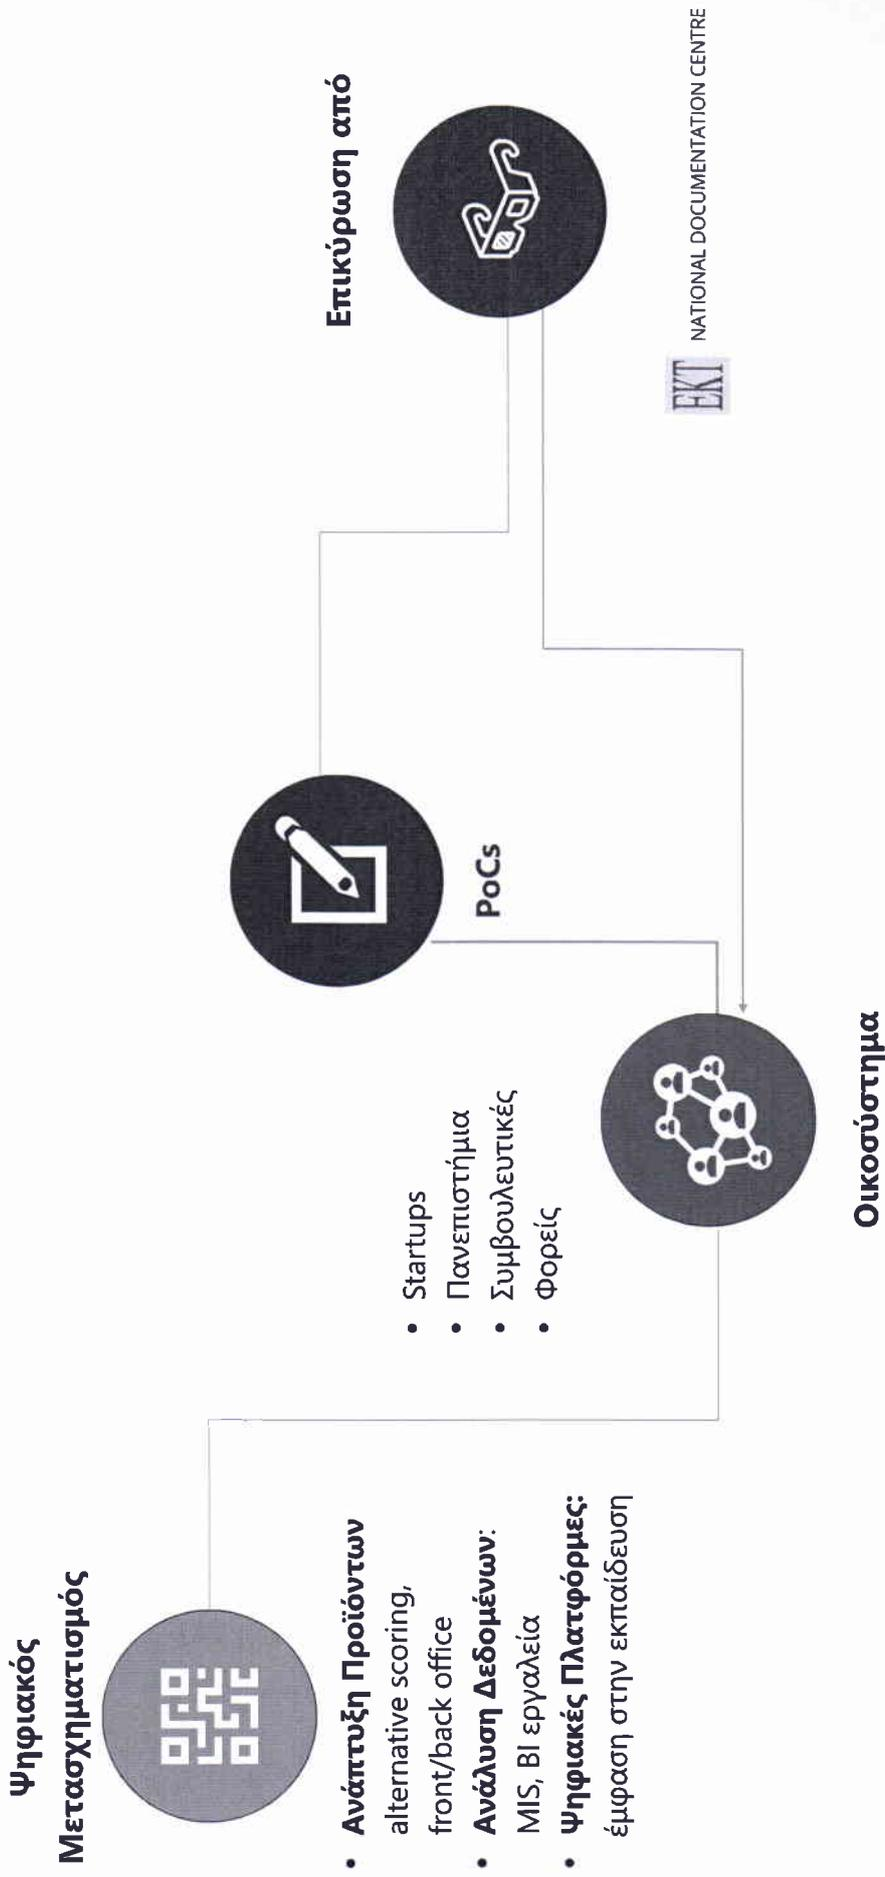 Ψηφιακός
Μετασχηματισμός
• Ανάπτυξη Προϊόντων
alternative scoring,
front/back office
• Ανάλυση Δεδομένων:
MIS, BI εργαλεία
• Ψηφιακές Πλατφόρμες:
έμφαση στην εκπαίδευση
• Startups
• Πανεπιστήμια
• Συμβουλευτικές
• Φορείς
Οικοσύστημα
PoCs
Επικύρωση από
EKT
NATIONAL DOCUMENTATION CENTRE